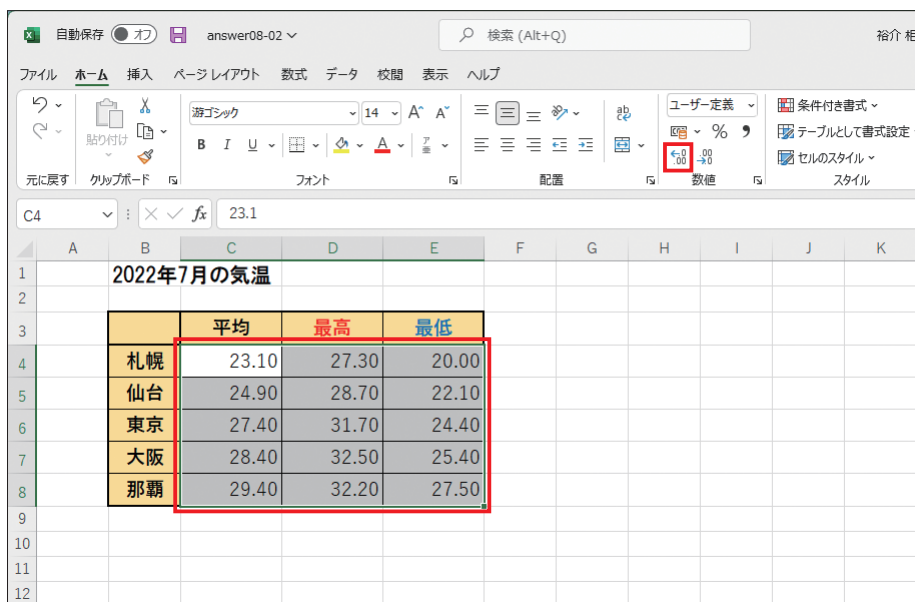 自動保存 オフ answer08-02 検索 (Alt+Q) 裕介 相
ファイル ホーム 挿入 ページ レイアウト 数式 データ 校閲 表示 ヘルプ
游ゴシック 14 A^ A˅ ab ユーザー定義 条件付き書式
貼り付け B I U A ア亜 % 9 テーブルとして書式設定
←0 .00 .00 →0 セルのスタイル
元に戻す クリップボード フォント 配置 数値 スタイル
C4 fx 23.1
A B C D E F G H I J K
1 2022年7月の気温
2
3 平均 最高 最低
4 札幌 23.10 27.30 20.00
5 仙台 24.90 28.70 22.10
6 東京 27.40 31.70 24.40
7 大阪 28.40 32.50 25.40
8 那覇 29.40 32.20 27.50
9
10
11
12